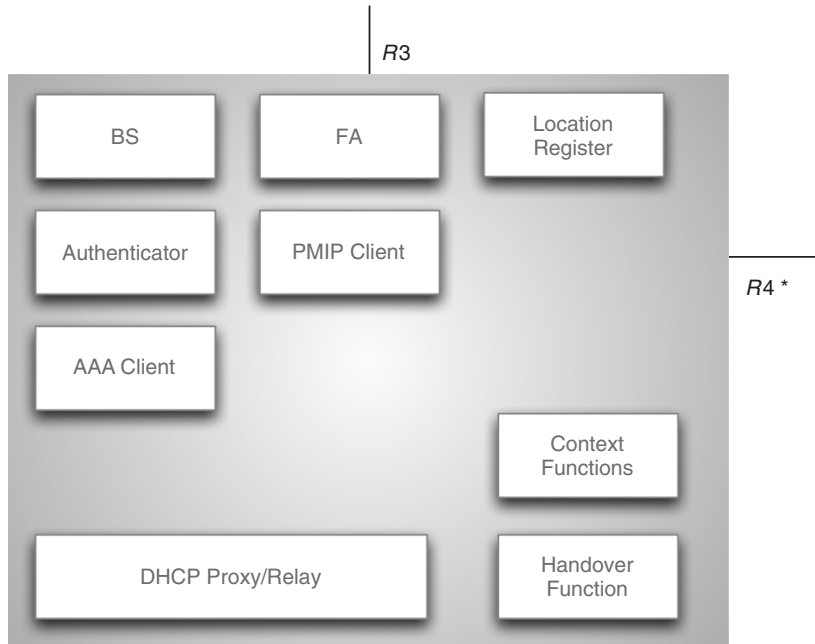 R3
BS
FA
Location
Register
Authenticator
PMIP Client
R4 *
AAA Client
Context
Functions
DHCP Proxy/Relay
Handover
Function